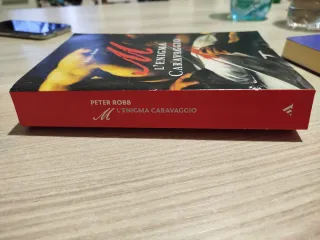 M
L'ENIGMA
CARAVAGGIO
PETER ROBB
M L'ENIGMA CARAVAGGIO